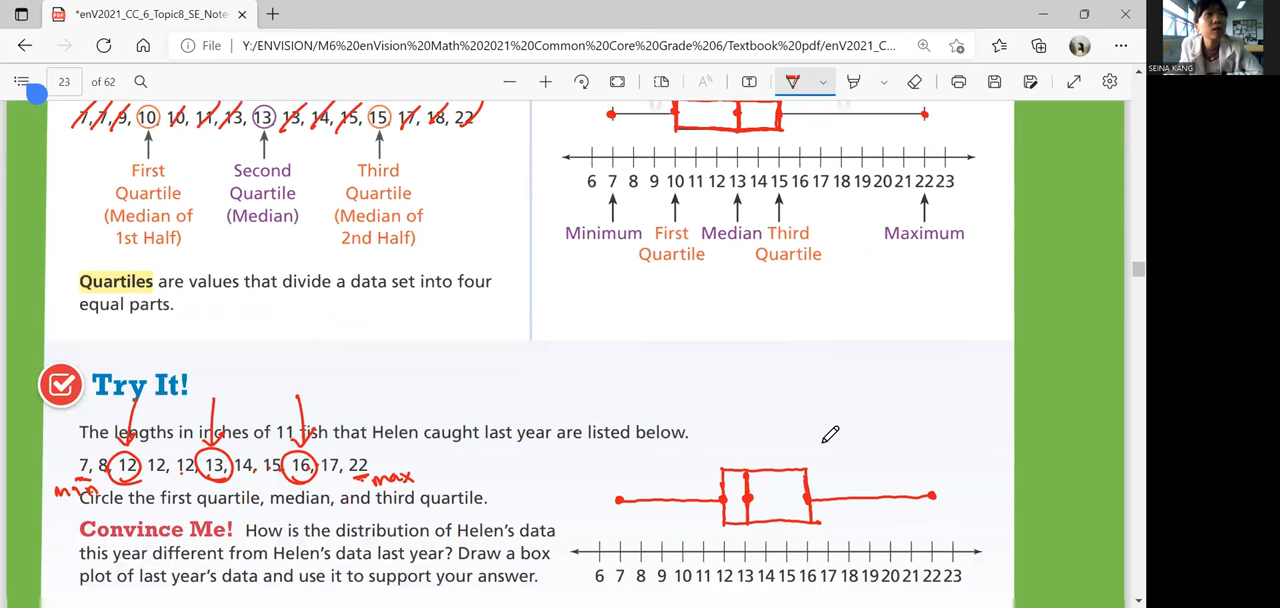 *enV2021_CC_6_Topic8_SE_Note
File Y:/ENVISION/M6%20enVision%20Math%202021%20Common%20Core%20Grade%206/Textbook%20pdf/enV2021_C...
23 of 62
SEINA KANG
7, 7, 9, 10, 10, 11, 13, 13, 13, 14, 15, 15, 17, 18, 22
First Quartile (Median of 1st Half)
Second Quartile (Median)
Third Quartile (Median of 2nd Half)
Quartiles are values that divide a data set into four
equal parts.
6 7 8 9 10 11 12 13 14 15 16 17 18 19 20 21 22 23
Minimum First Quartile Median Third Quartile Maximum
Try It!
The lengths in inches of 11 fish that Helen caught last year are listed below.
7, 8, 12, 12, 12, 13, 14, 15, 16, 17, 22
min max
Circle the first quartile, median, and third quartile.
Convince Me! How is the distribution of Helen's data
this year different from Helen's data last year? Draw a box
plot of last year's data and use it to support your answer.
6 7 8 9 10 11 12 13 14 15 16 17 18 19 20 21 22 23